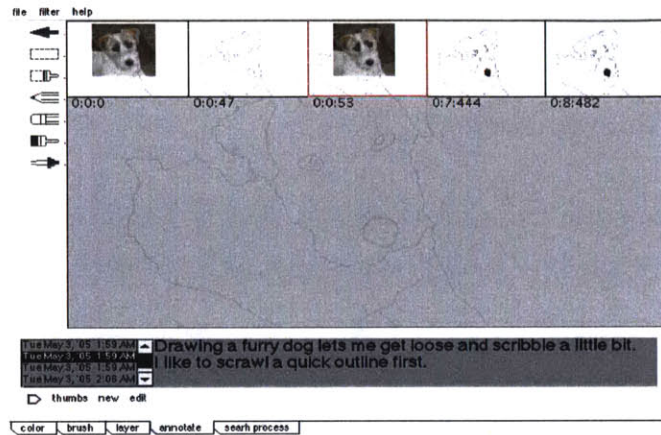 file filter help
0:0:0 0:0:47 0:0:53 0:7:444 0:8:482
Tue May 3, '05 1:59 AM
Tue May 3, '05 1:59 AM
Tue May 3, '05 1:59 AM
Tue May 3, '05 2:08 AM
Drawing a furry dog lets me get loose and scribble a little bit.
I like to scrawl a quick outline first.
thumbs new edit
color brush layer annotate searh process